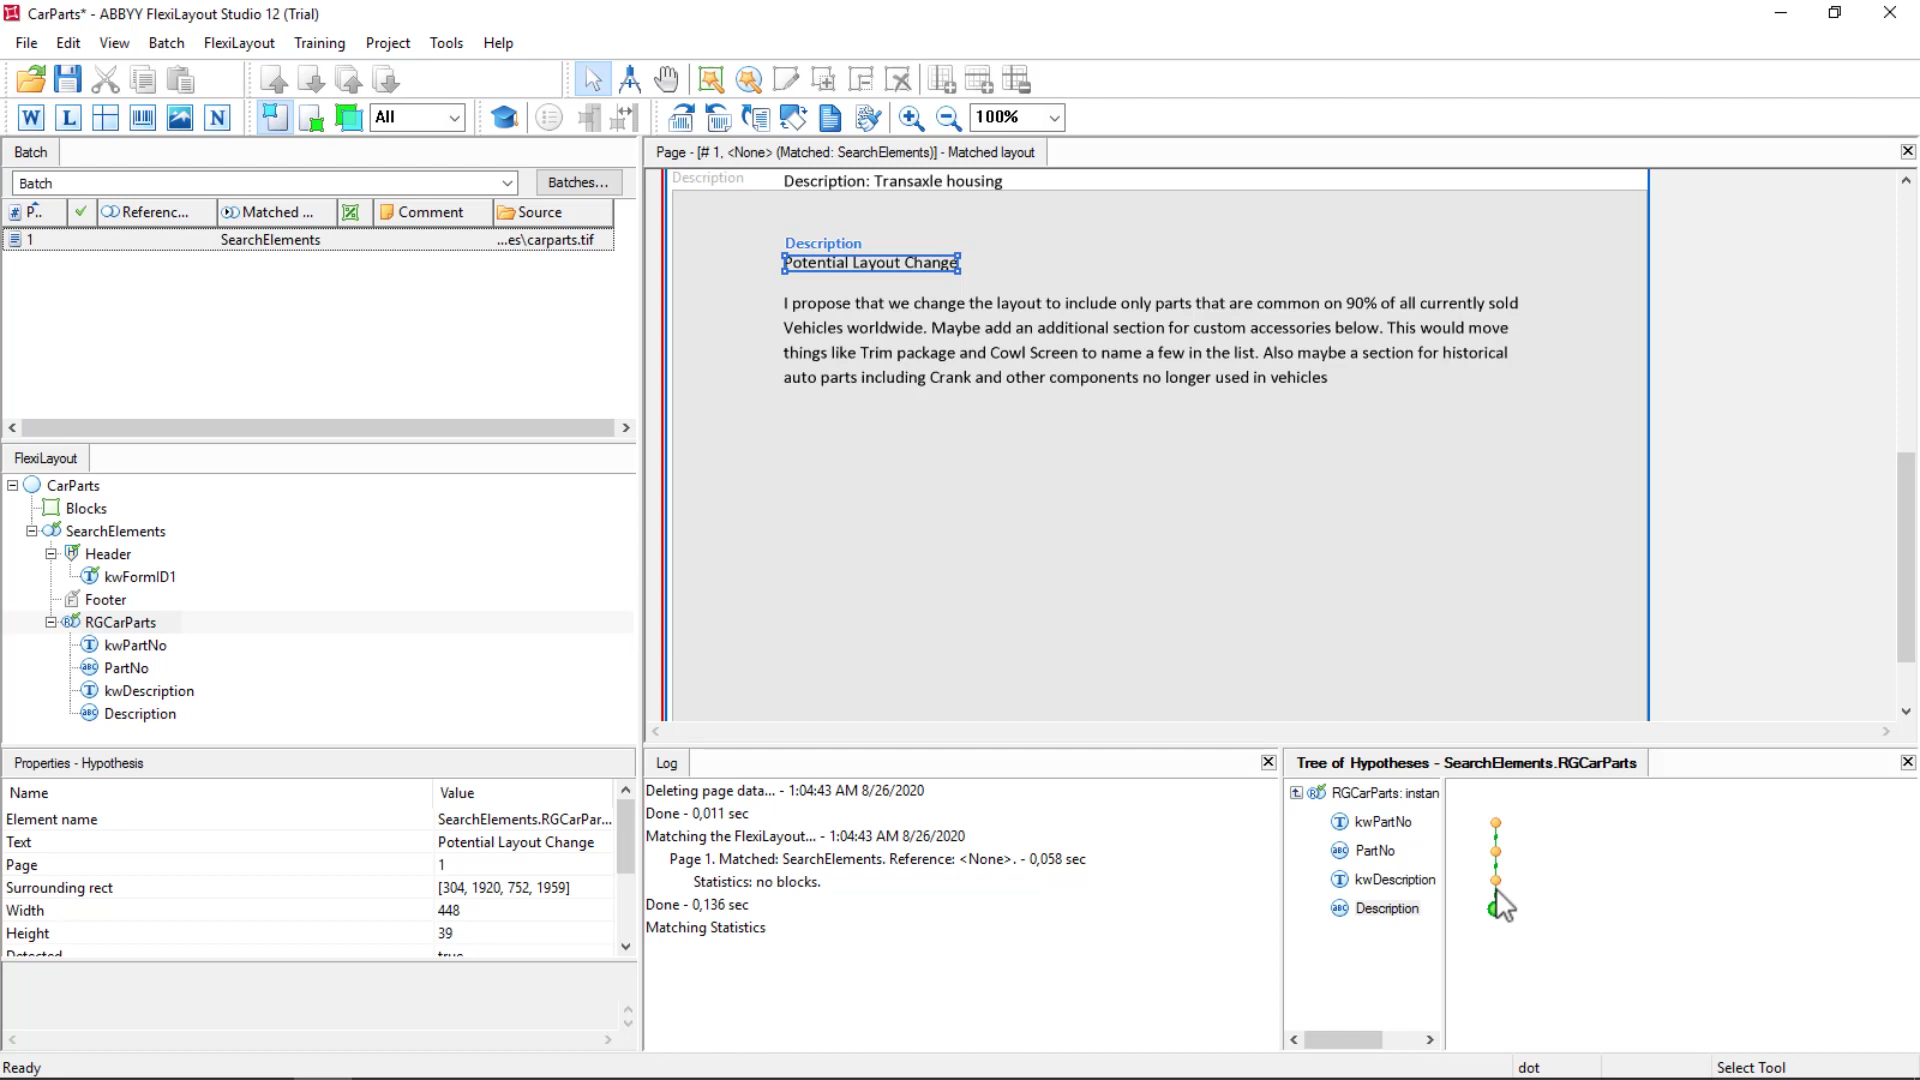 CarParts* - ABBYY FlexiLayout Studio 12 (Trial)
File Edit View Batch FlexiLayout Training Project Tools Help
W L N All 100%
Batch
Batch Batches...
# P.. Referenc... Matched ... Comment Source
1 SearchElements ...es\carparts.tif
FlexiLayout
CarParts
Blocks
SearchElements
Header
kwFormID1
Footer
RGCarParts
kwPartNo
PartNo
kwDescription
Description
Properties - Hypothesis
Name Value
Element name SearchElements.RGCarPar...
Text Potential Layout Change
Page 1
Surrounding rect [304, 1920, 752, 1959]
Width 448
Height 39
Detected true
Page - [# 1, <None> (Matched: SearchElements)] - Matched layout
Description Description: Transaxle housing
Description
Potential Layout Change
I propose that we change the layout to include only parts that are common on 90% of all currently sold
Vehicles worldwide. Maybe add an additional section for custom accessories below. This would move
things like Trim package and Cowl Screen to name a few in the list. Also maybe a section for historical
auto parts including Crank and other components no longer used in vehicles
Log
Deleting page data... - 1:04:43 AM 8/26/2020
Done - 0,011 sec
Matching the FlexiLayout... - 1:04:43 AM 8/26/2020
Page 1. Matched: SearchElements. Reference: <None>. - 0,058 sec
Statistics: no blocks.
Done - 0,136 sec
Matching Statistics
Tree of Hypotheses - SearchElements.RGCarParts
RGCarParts: instan
kwPartNo
PartNo
kwDescription
Description
Ready dot Select Tool